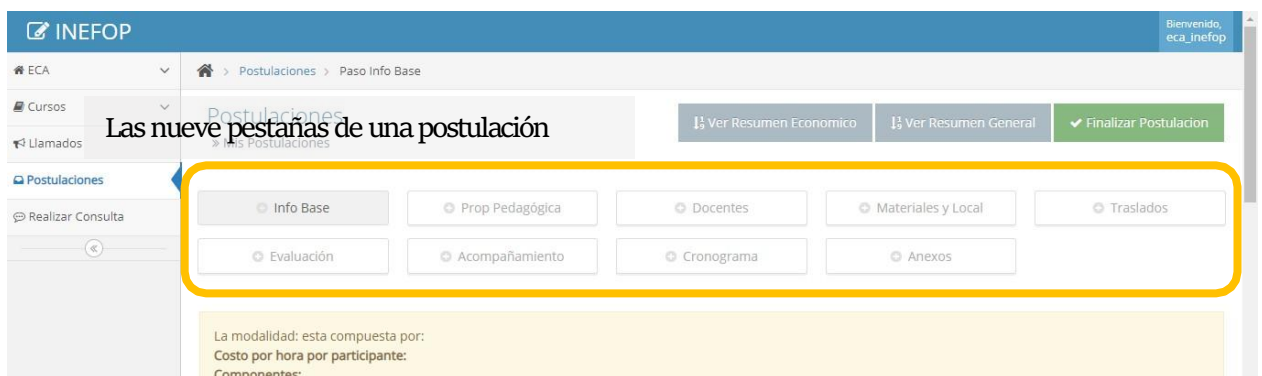 INEFOP
Bienvenido,
eca_inefop
ECA
Postulaciones > Paso Info Base
Cursos
Postulaciones
Las nueve pestañas de una postulación
Ver Resumen Economico
Ver Resumen General
Finalizar Postulacion
Llamados
» Mis Postulaciones
Postulaciones
Info Base
Prop Pedagógica
Docentes
Materiales y Local
Traslados
Realizar Consulta
Evaluación
Acompañamiento
Cronograma
Anexos
La modalidad: esta compuesta por:
Costo por hora por participante:
Componentes: